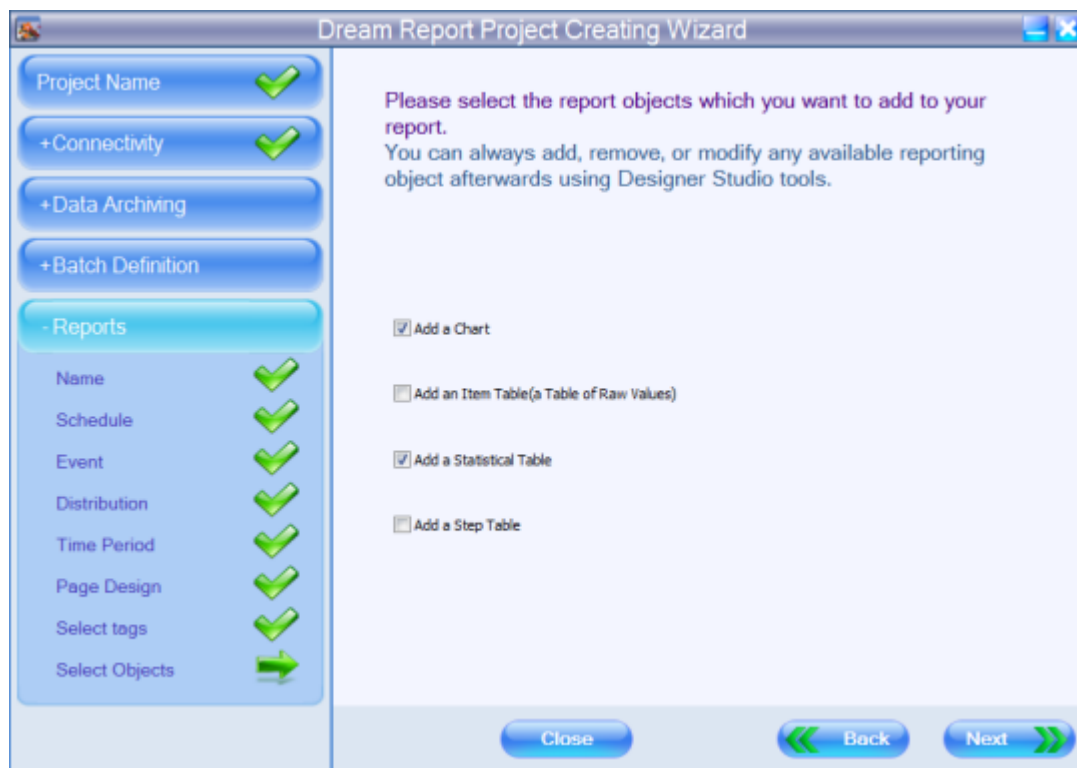 Dream Report Project Creating Wizard
Project Name
+Connectivity
+Data Archiving
+Batch Definition
- Reports
Name
Schedule
Event
Distribution
Time Period
Page Design
Select tags
Select Objects
Please select the report objects which you want to add to your
report.
You can always add, remove, or modify any available reporting
object afterwards using Designer Studio tools.
Add a Chart
Add an Item Table(a Table of Raw Values)
Add a Statistical Table
Add a Step Table
Close
Back
Next